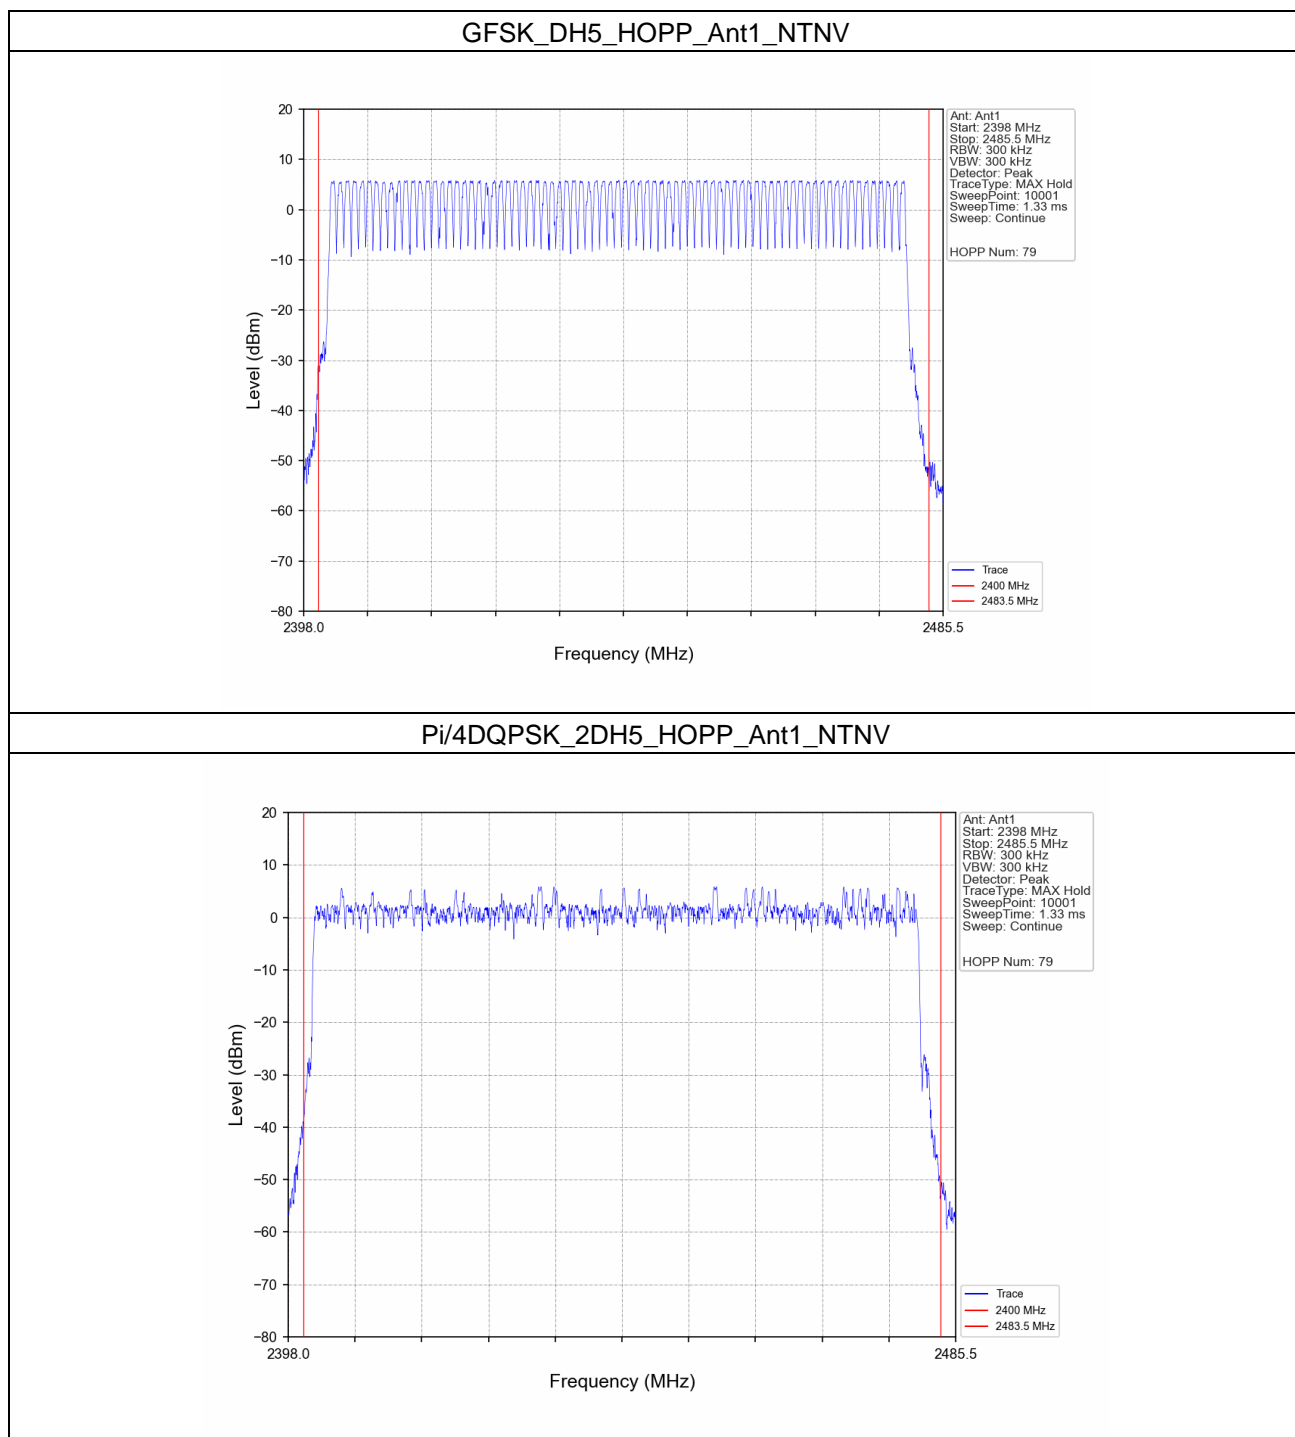 GFSK_DH5_HOPP_Ant1_NTNV
20
10
0
−10
−20
−30
−40
−50
−60
−70
−80
Level (dBm)
2398.0
2485.5
Frequency (MHz)
Ant: Ant1
Start: 2398 MHz
Stop: 2485.5 MHz
RBW: 300 kHz
VBW: 300 kHz
Detector: Peak
TraceType: MAX Hold
SweepPoint: 10001
SweepTime: 1.33 ms
Sweep: Continue
HOPP Num: 79
Trace
2400 MHz
2483.5 MHz
Pi/4DQPSK_2DH5_HOPP_Ant1_NTNV
20
10
0
−10
−20
−30
−40
−50
−60
−70
−80
Level (dBm)
2398.0
2485.5
Frequency (MHz)
Ant: Ant1
Start: 2398 MHz
Stop: 2485.5 MHz
RBW: 300 kHz
VBW: 300 kHz
Detector: Peak
TraceType: MAX Hold
SweepPoint: 10001
SweepTime: 1.33 ms
Sweep: Continue
HOPP Num: 79
Trace
2400 MHz
2483.5 MHz